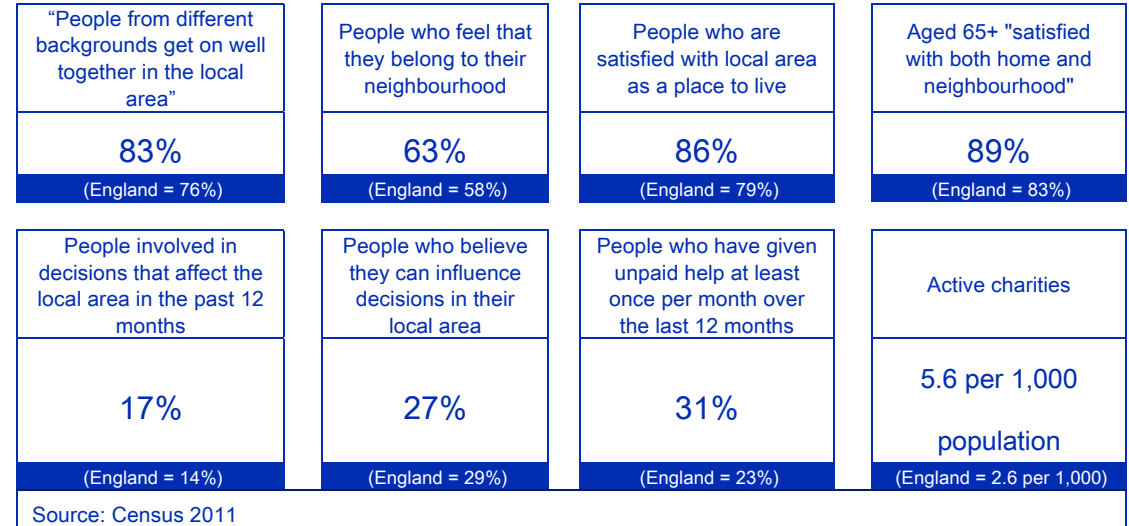 “People from different
backgrounds get on well
together in the local
area”
83%
(England = 76%)
People who feel that
they belong to their
neighbourhood
63%
(England = 58%)
People who are
satisfied with local area
as a place to live
86%
(England = 79%)
Aged 65+ "satisfied
with both home and
neighbourhood"
89%
(England = 83%)
People involved in
decisions that affect the
local area in the past 12
months
17%
(England = 14%)
People who believe
they can influence
decisions in their
local area
27%
(England = 29%)
People who have given
unpaid help at least
once per month over
the last 12 months
31%
(England = 23%)
Active charities
5.6 per 1,000
population
(England = 2.6 per 1,000)
Source: Census 2011